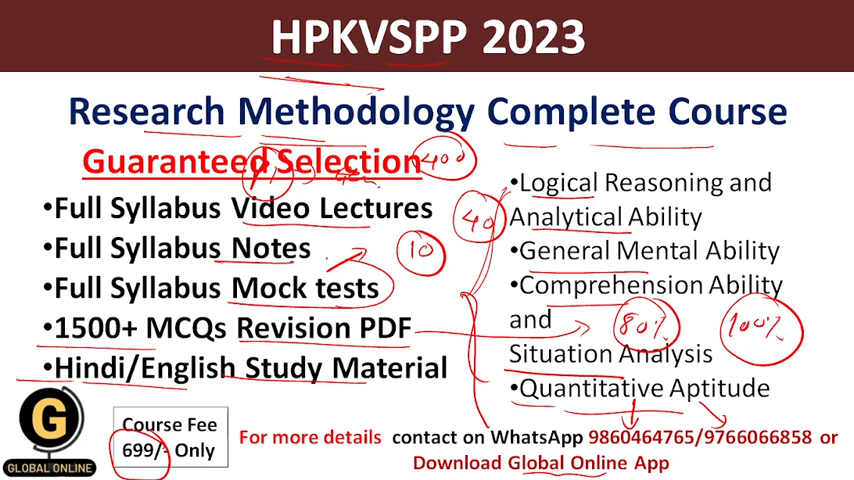 HPKVSPP 2023
Research Methodology Complete Course
Guaranteed Selection
400
•Full Syllabus Video Lectures
•Full Syllabus Notes
•Full Syllabus Mock tests
•1500+ MCQs Revision PDF
•Hindi/English Study Material
40
10
•Logical Reasoning and
Analytical Ability
•General Mental Ability
•Comprehension Ability
and
Situation Analysis
•Quantitative Aptitude
80%
100%
G
GLOBAL ONLINE
Course Fee
699/- Only
For more details contact on WhatsApp 9860464765/9766066858 or
Download Global Online App